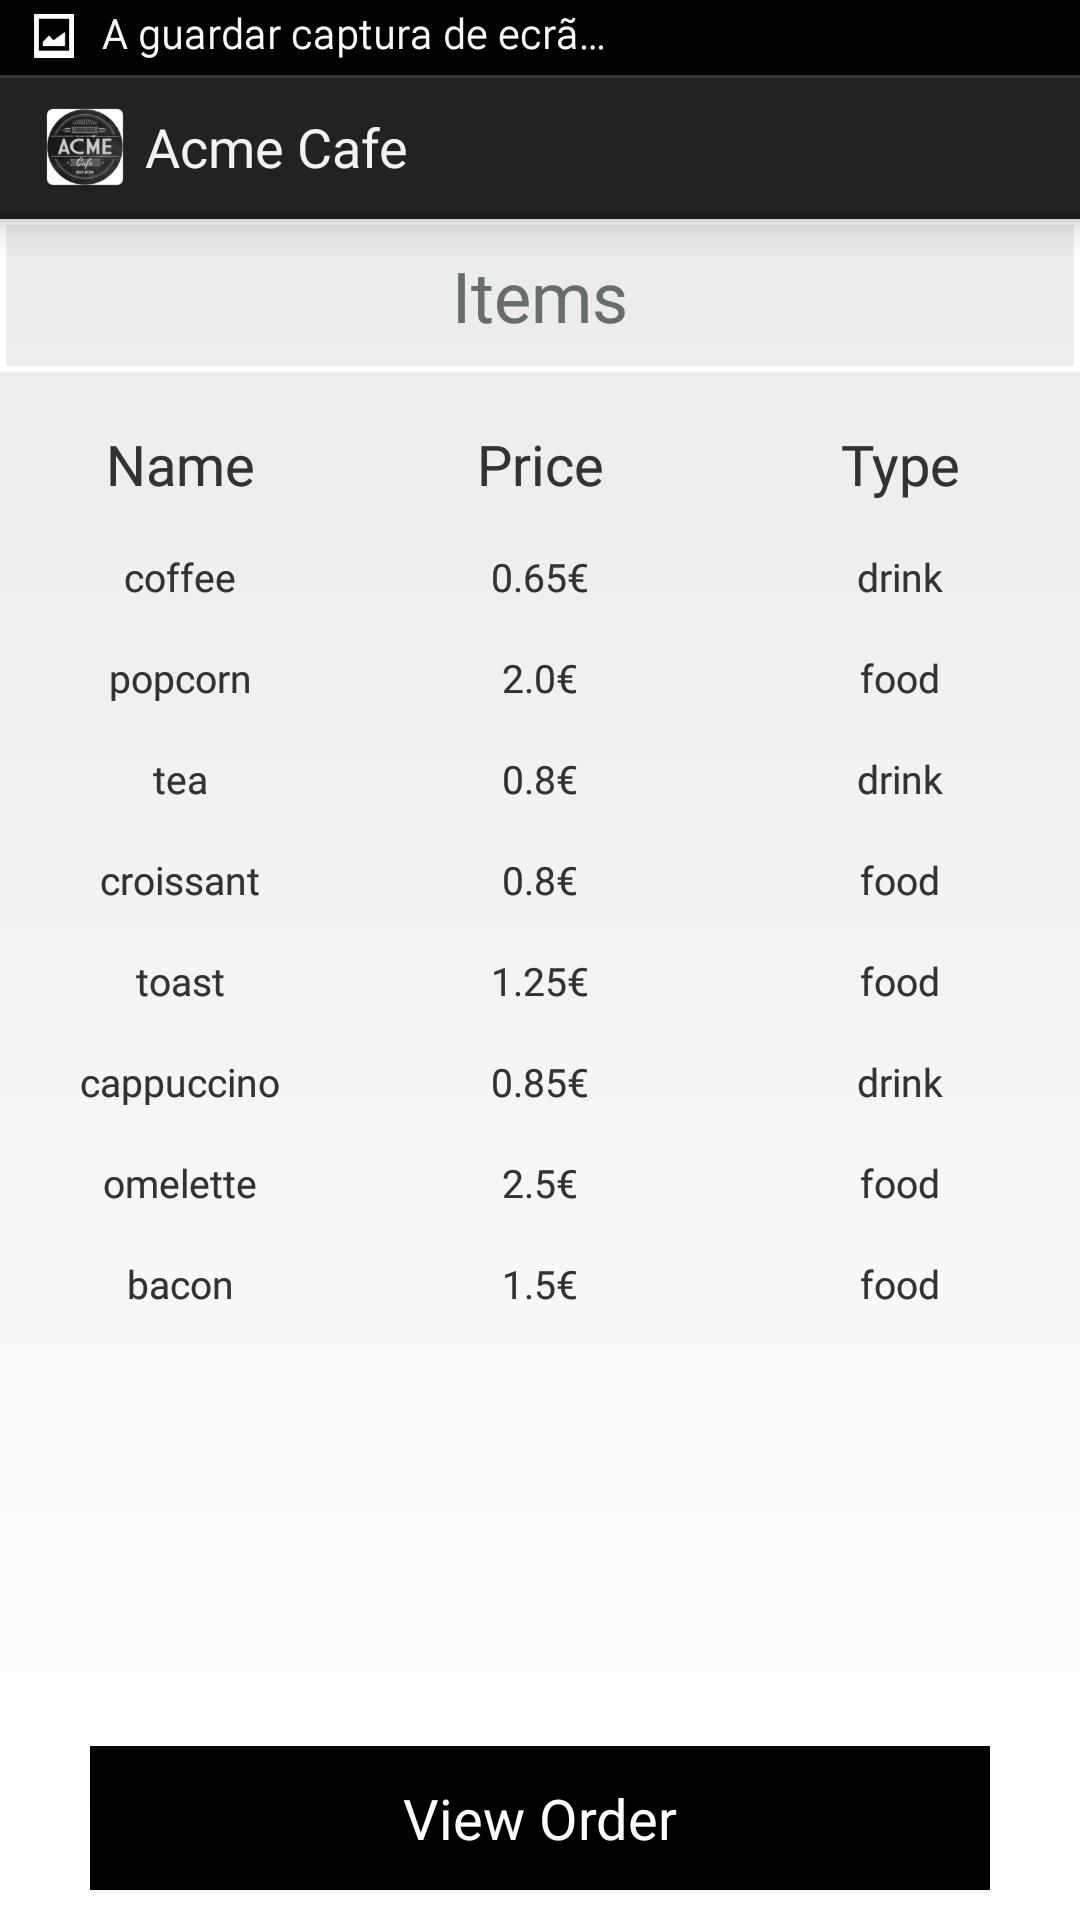 A guardar captura de ecrã...
ACME
Cafe
Acme Cafe
Items
Name Price Type
coffee 0.65€ drink
popcorn 2.0€ food
tea 0.8€ drink
croissant 0.8€ food
toast 1.25€ food
cappuccino 0.85€ drink
omelette 2.5€ food
bacon 1.5€ food
View Order